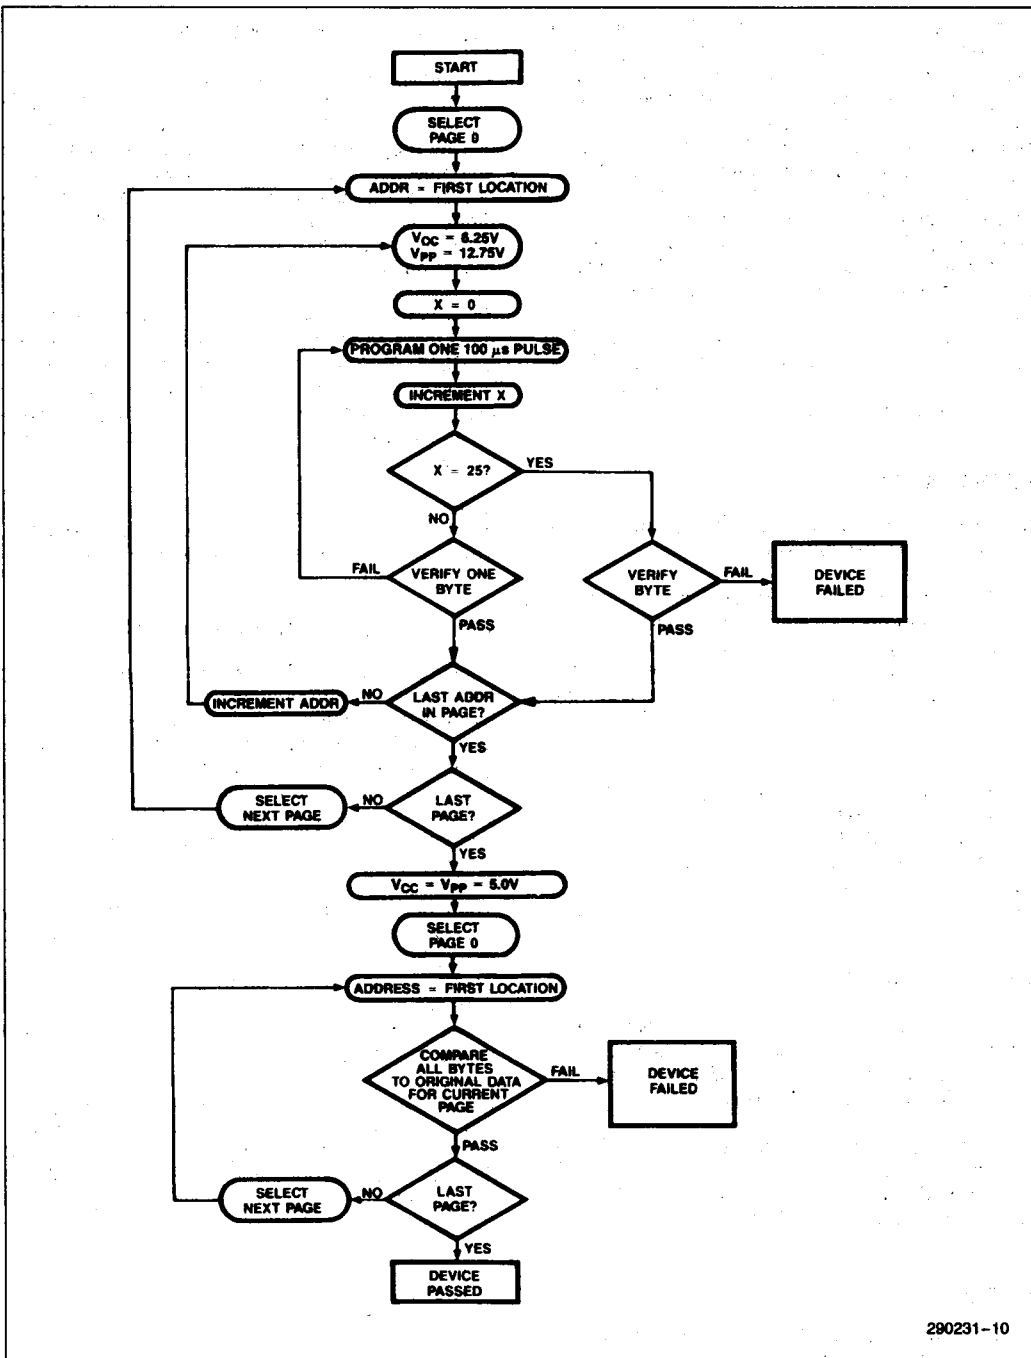 START
SELECT
PAGE 0
ADDR = FIRST LOCATION
VCC = 6.25V
VPP = 12.75V
X = 0
PROGRAM ONE 100 μs PULSE
INCREMENT X
X = 25?
YES
NO
VERIFY ONE
BYTE
FAIL
PASS
VERIFY
BYTE
FAIL
PASS
DEVICE
FAILED
LAST ADDR
IN PAGE?
NO
INCREMENT ADDR
YES
LAST
PAGE?
NO
SELECT
NEXT PAGE
YES
VCC = VPP = 5.0V
SELECT
PAGE 0
ADDRESS = FIRST LOCATION
COMPARE
ALL BYTES
TO ORIGINAL DATA
FOR CURRENT
PAGE
FAIL
DEVICE
FAILED
PASS
LAST
PAGE?
NO
SELECT
NEXT PAGE
YES
DEVICE
PASSED
290231-10